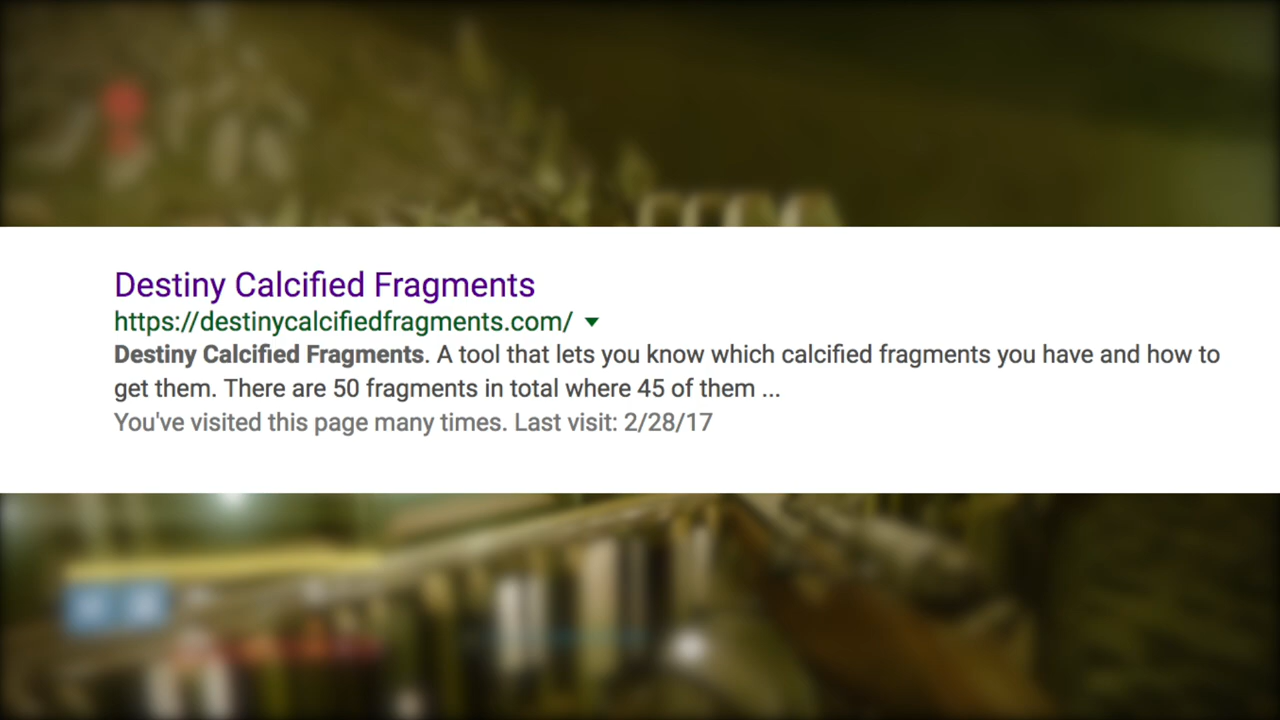 Destiny Calcified Fragments
https://destinycalcifiedfragments.com/
Destiny Calcified Fragments. A tool that lets you know which calcified fragments you have and how to
get them. There are 50 fragments in total where 45 of them ...
You've visited this page many times. Last visit: 2/28/17